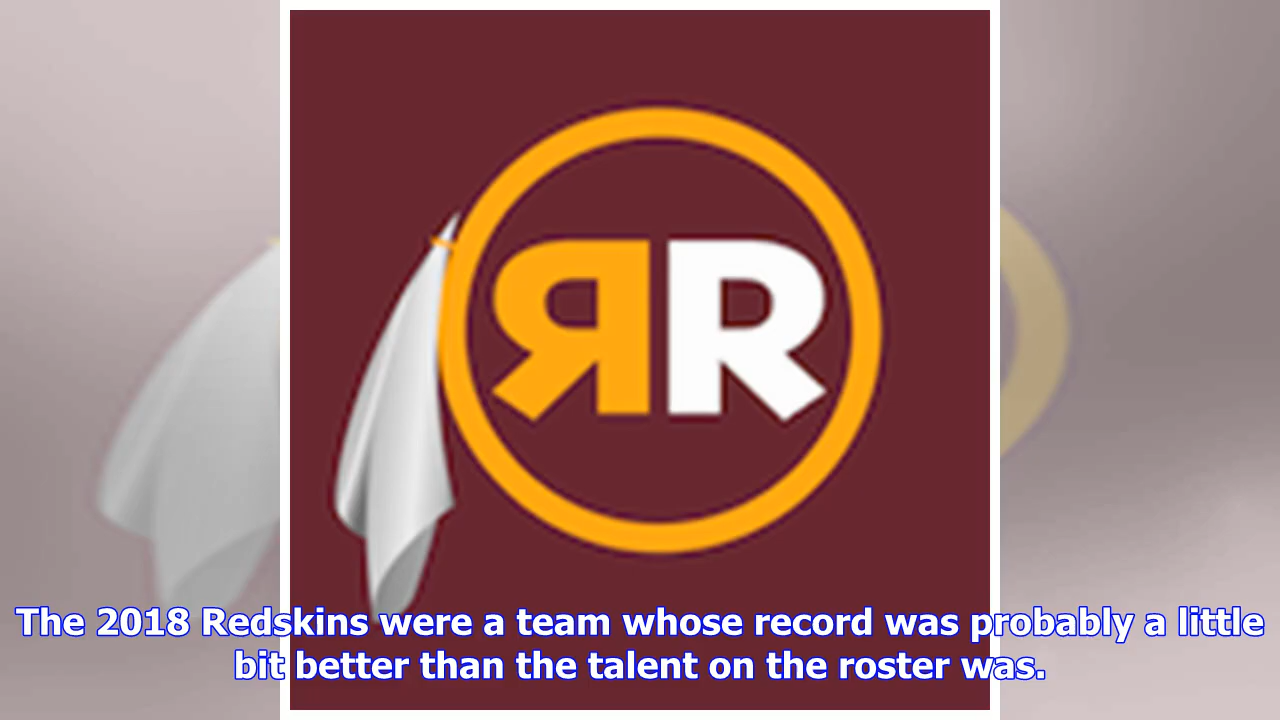 ЯR
The 2018 Redskins were a team whose record was probably a little
bit better than the talent on the roster was.